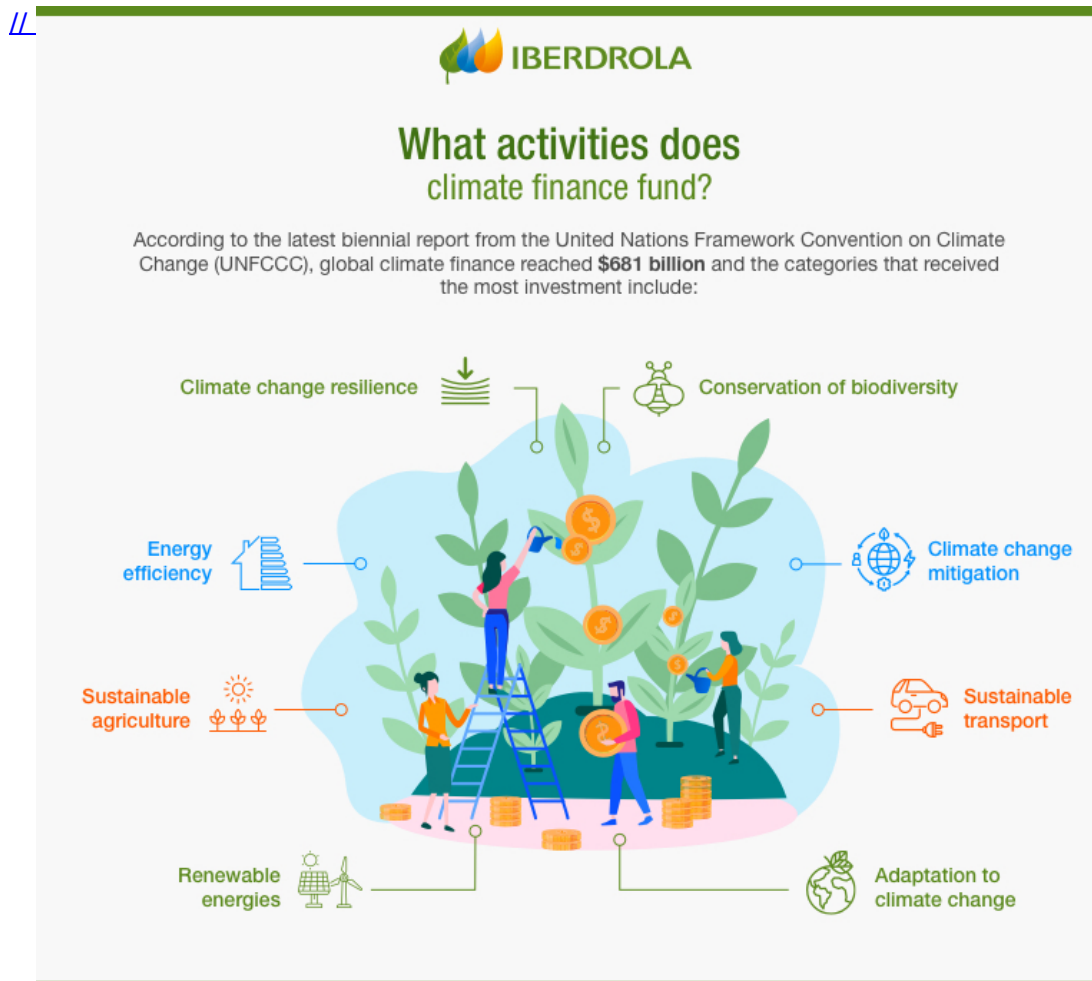 //
IBERDROLA
What activities does
climate finance fund?
According to the latest biennial report from the United Nations Framework Convention on Climate
Change (UNFCCC), global climate finance reached $681 billion and the categories that received
the most investment include:
Climate change resilience
Conservation of biodiversity
Energy
efficiency
Climate change
mitigation
Sustainable
agriculture
Sustainable
transport
Renewable
energies
Adaptation to
climate change